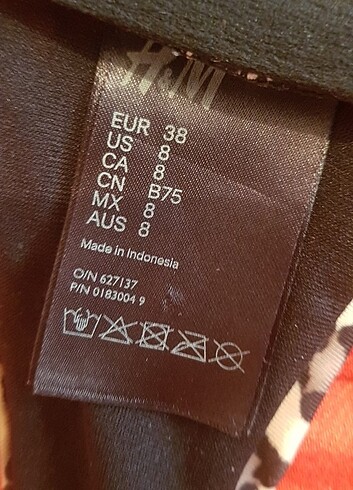 H&M
EUR 38
US 8
CA 8
CN B75
MX 8
AUS 8
Made in Indonesia
O/N 627137
P/N 0183004 9